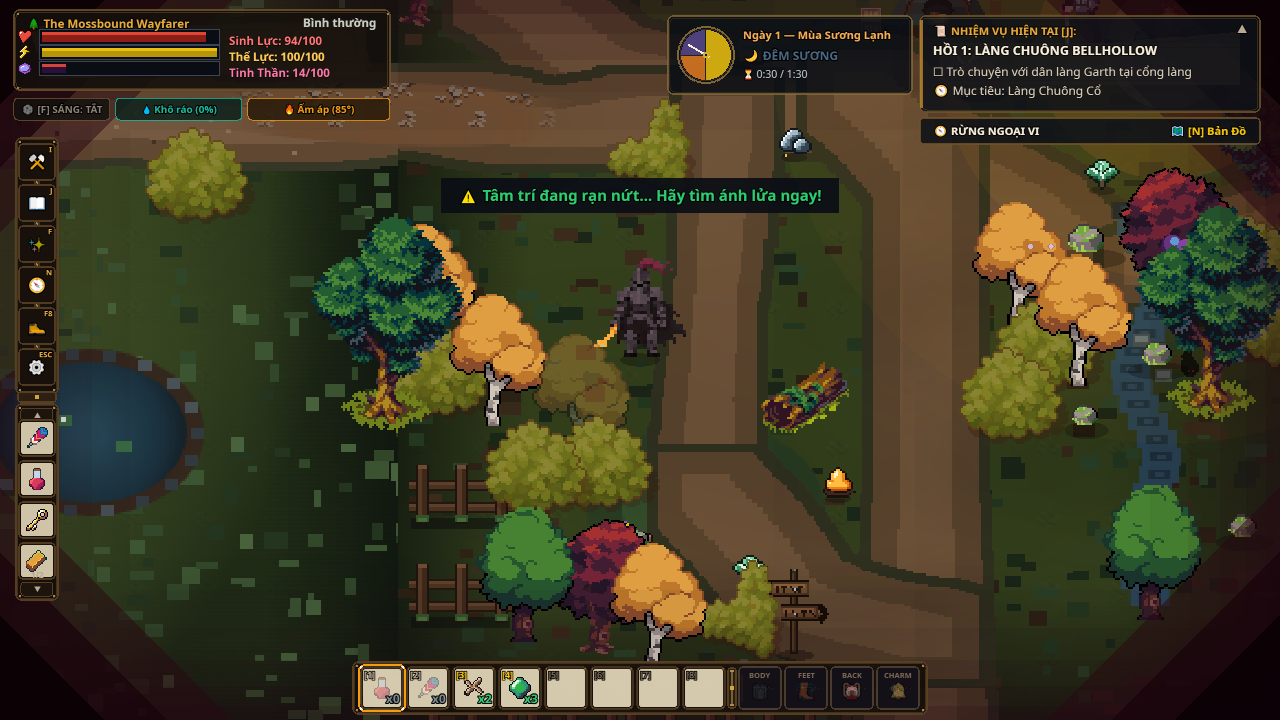 The Mossbound Wayfarer
Bình thường
Sinh Lực: 94/100
Thể Lực: 100/100
Tinh Thần: 14/100
[F] SÁNG: TẮT
Khô ráo (0%)
Ấm áp (85°)
Ngày 1 — Mùa Sương Lạnh
ĐÊM SƯƠNG
0:30 / 1:30
NHIỆM VỤ HIỆN TẠI [J]:
HỒI 1: LÀNG CHUÔNG BELLHOLLOW
☐ Trò chuyện với dân làng Garth tại cổng làng
Mục tiêu: Làng Chuông Cổ
RỪNG NGOẠI VI
[N] Bản Đồ
Tâm trí đang rạn nứt... Hãy tìm ánh lửa ngay!
I
J
F
N
F8
ESC
[1]
x0
[2]
x0
[3]
x2
[4]
x3
[5]
[6]
[7]
[8]
BODY
FEET
BACK
CHARM